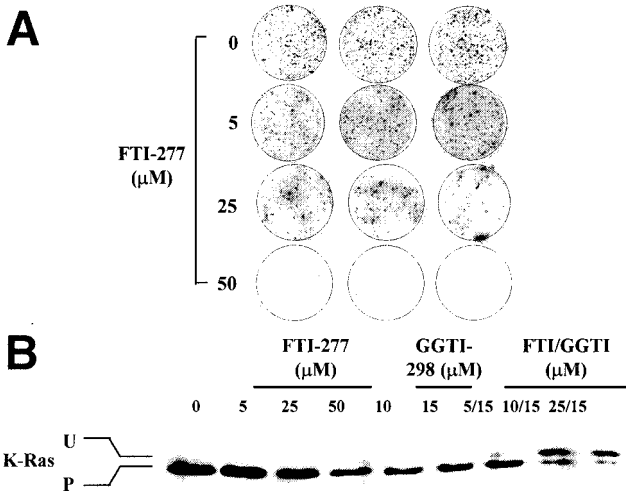 A
0
5
FTI-277
(μM)
25
50
B
FTI-277
(μM)
GGTI-
298 (μM)
FTI/GGTI
(μM)
0 5 25 50 10 15 5/15 10/15 25/15
U
K-Ras
P